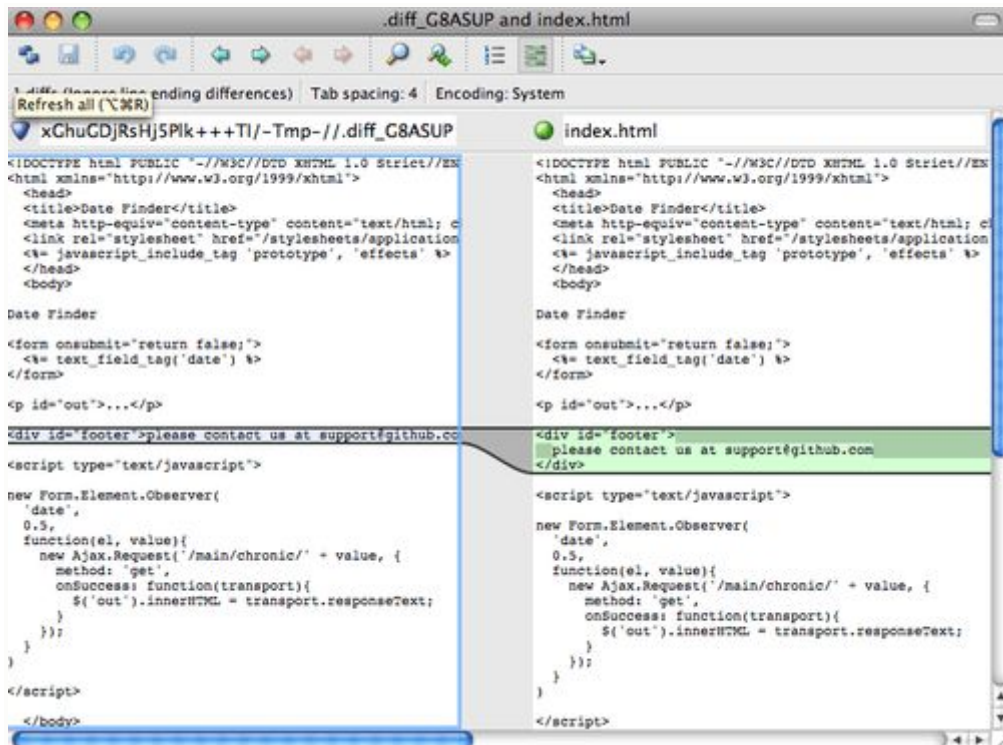 .diff_G8ASUP and index.html
1 diffs (Ignore line ending differences) Tab spacing: 4 Encoding: System
Refresh all (⌥⌘R)
xGhuGDjRsHj5Plk+++TI/-Tmp-//.diff_G8ASUP
<!DOCTYPE html PUBLIC "-//W3C//DTD XHTML 1.0 Strict//EN
<html xmlns="http://www.w3.org/1999/xhtml">
<head>
<title>Date Finder</title>
<meta http-equiv="content-type" content="text/html; c
<link rel="stylesheet" href="/stylesheets/application
<%= javascript_include_tag 'prototype', 'effects' %>
</head>
<body>
Date Finder
<form onsubmit="return false;">
<%= text_field_tag('date') %>
</form>
<p id="out">...</p>
<div id="footer">please contact us at support@github.co
<script type="text/javascript">
new Form.Element.Observer(
'date',
0.5,
function(el, value){
new Ajax.Request('/main/chronic/' + value, {
method: 'get',
onSuccess: function(transport){
$('out').innerHTML = transport.responseText;
}
});
}
)
</script>
</body>
index.html
<!DOCTYPE html PUBLIC "-//W3C//DTD XHTML 1.0 Strict//EN
<html xmlns="http://www.w3.org/1999/xhtml">
<head>
<title>Date Finder</title>
<meta http-equiv="content-type" content="text/html; cl
<link rel="stylesheet" href="/stylesheets/application
<%= javascript_include_tag 'prototype', 'effects' %>
</head>
<body>
Date Finder
<form onsubmit="return false;">
<%= text_field_tag('date') %>
</form>
<p id="out">...</p>
<div id="footer">
please contact us at support@github.com
</div>
<script type="text/javascript">
new Form.Element.Observer(
'date',
0.5,
function(el, value){
new Ajax.Request('/main/chronic/' + value, {
method: 'get',
onSuccess: function(transport){
$('out').innerHTML = transport.responseText;
}
});
}
)
</script>